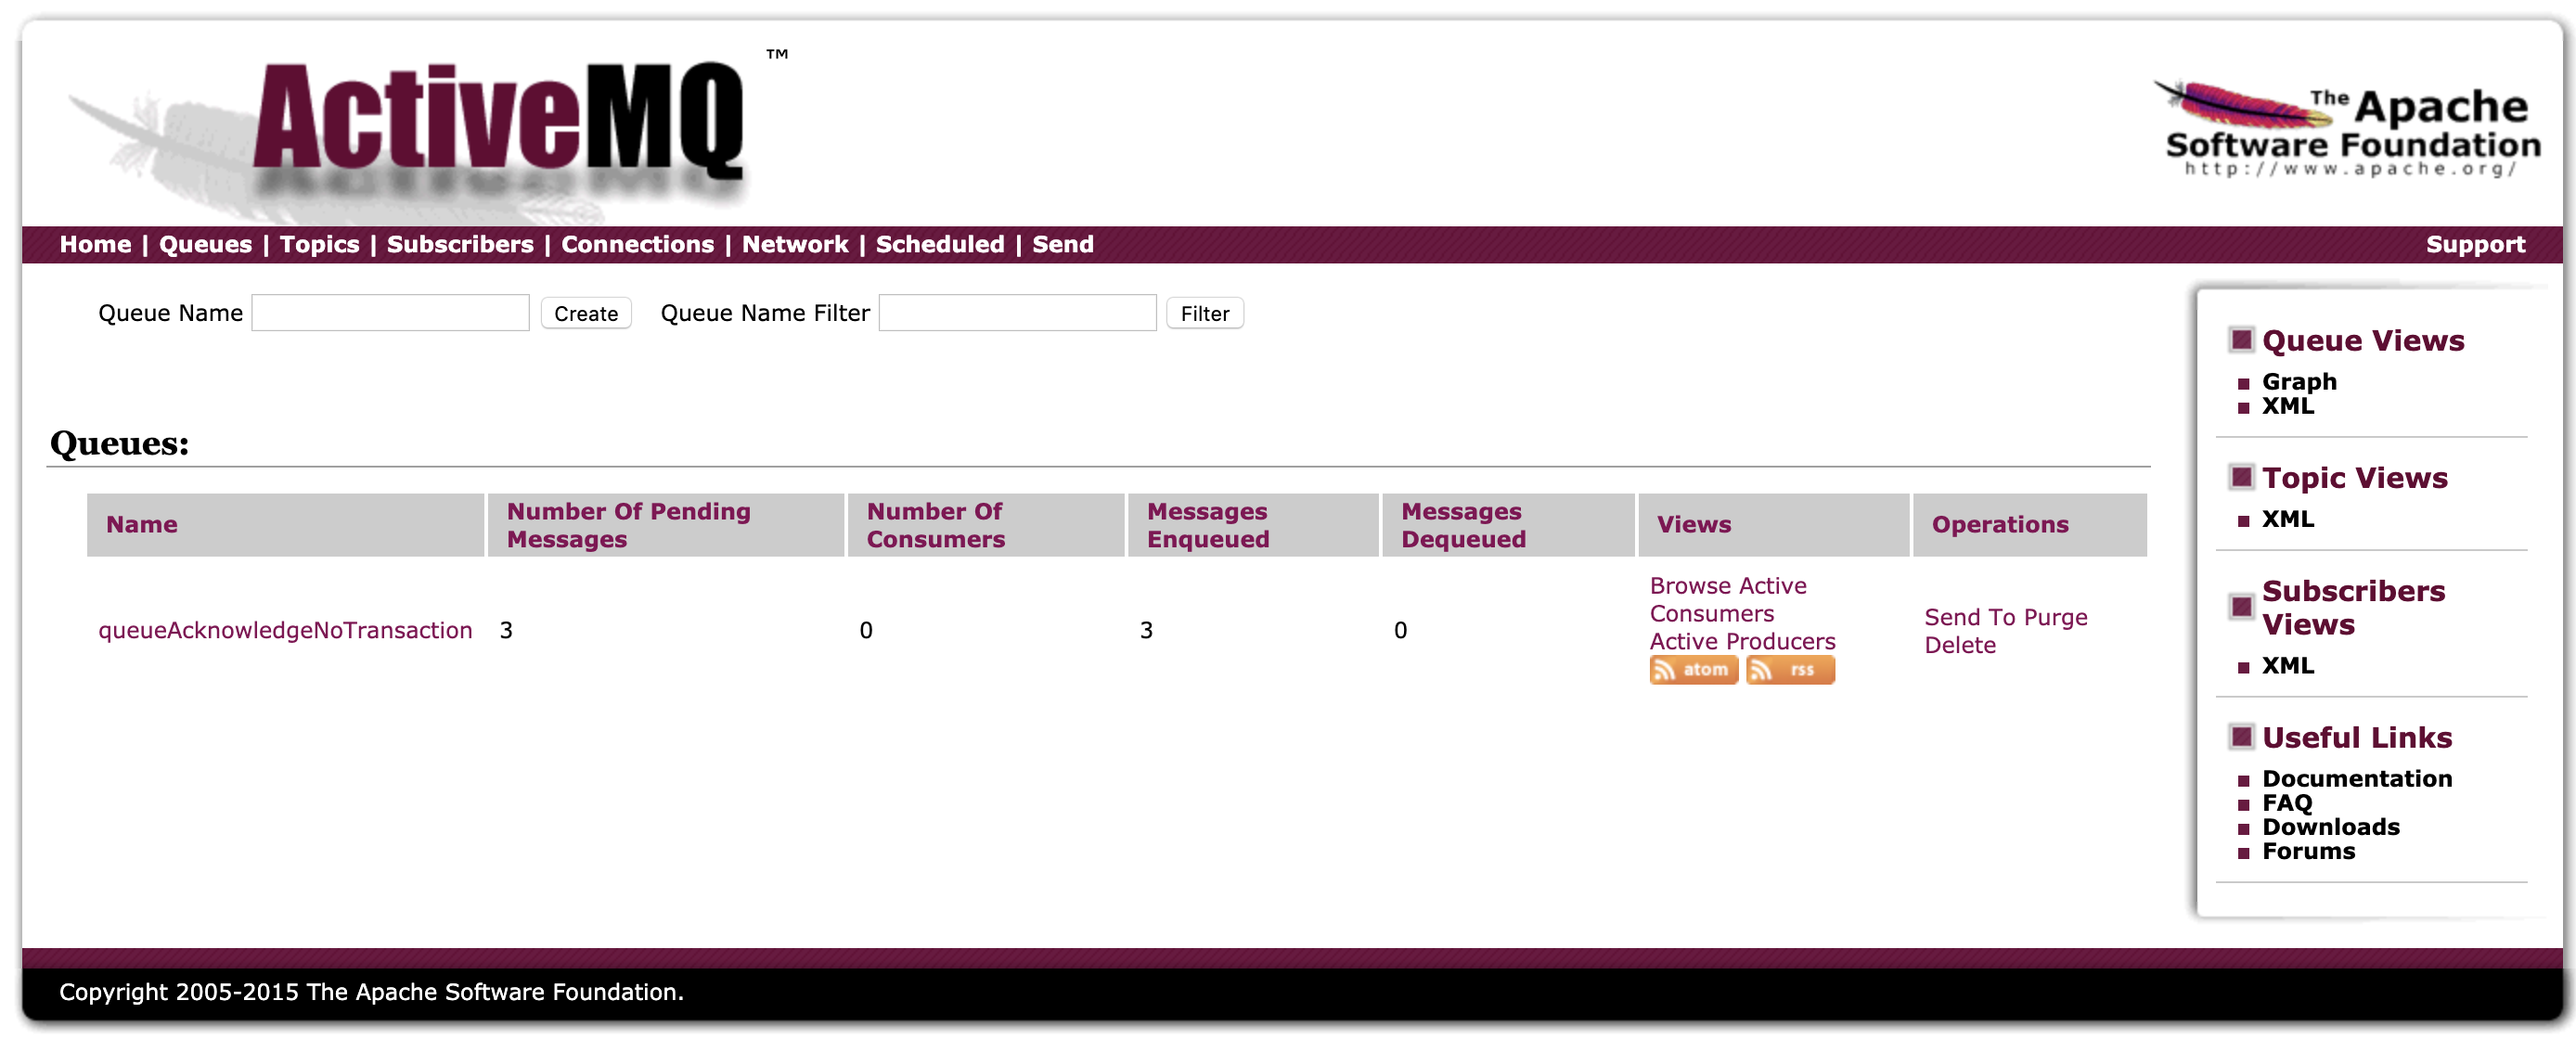 ActiveMQ ™
The Apache
Software Foundation
http://www.apache.org/
Home | Queues | Topics | Subscribers | Connections | Network | Scheduled | Send
Support
Queue Name Create Queue Name Filter Filter
Queues:
Name
Number Of Pending Messages
Number Of Consumers
Messages Enqueued
Messages Dequeued
Views
Operations
queueAcknowledgeNoTransaction 3 0 3 0
Browse Active
Consumers
Active Producers
atom rss
Send To Purge
Delete
Queue Views
Graph
XML
Topic Views
XML
Subscribers
Views
XML
Useful Links
Documentation
FAQ
Downloads
Forums
Copyright 2005-2015 The Apache Software Foundation.